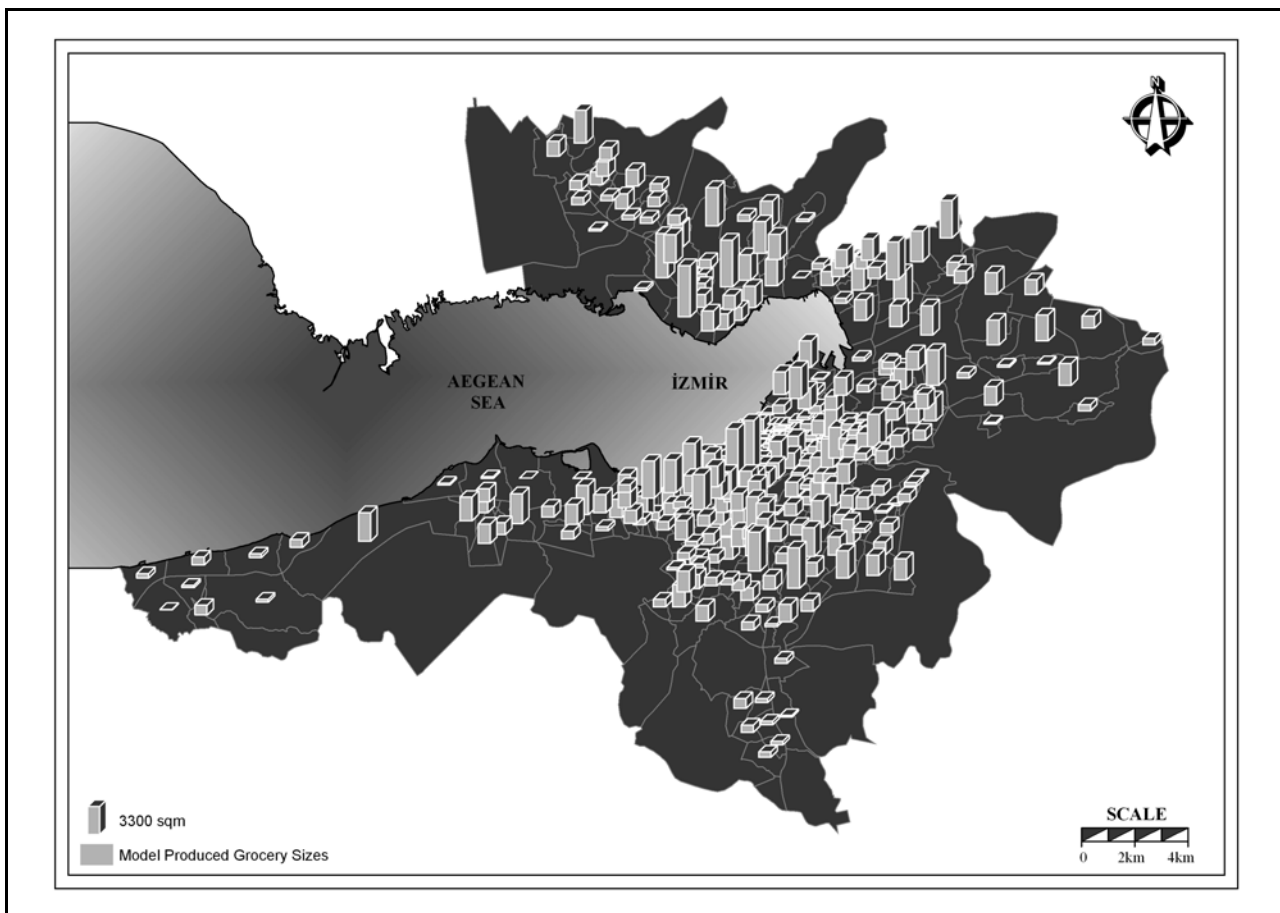 N
AEGEAN
SEA
İZMİR
3300 sqm
Model Produced Grocery Sizes
SCALE
0 2km 4km